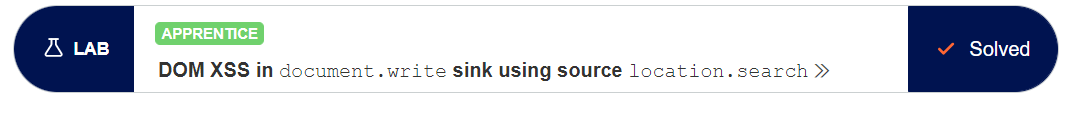 LAB
APPRENTICE
DOM XSS in document.write sink using source location.search
Solved